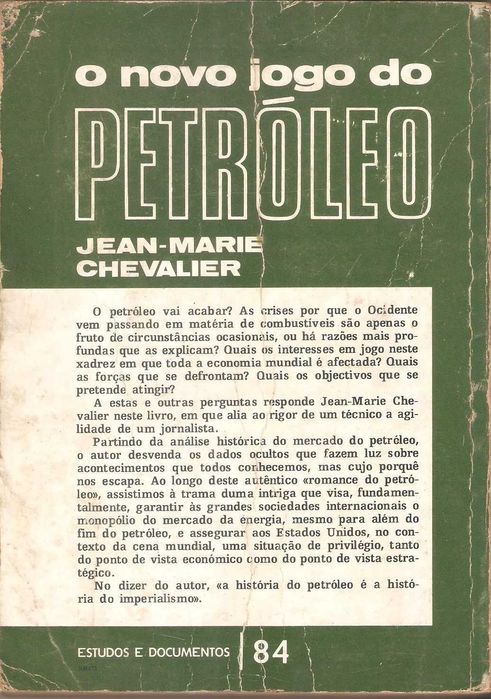 o novo jogo do
PETRÓLEO
JEAN-MARIE
CHEVALIER
O petróleo vai acabar? As crises por que o Ocidente
vem passando em matéria de combustíveis são apenas o
fruto de circunstâncias ocasionais, ou há razões mais pro-
fundas que as explicam? Quais os interesses em jogo neste
xadrez em que toda a economia mundial é afectada? Quais
as forças que se defrontam? Quais os objectivos que se
pretende atingir?
A estas e outras perguntas responde Jean-Marie Che-
valier neste livro, em que alia ao rigor de um técnico a agi-
lidade de um jornalista.
Partindo da análise histórica do mercado do petróleo,
o autor desvenda os dados ocultos que fazem luz sobre
acontecimentos que todos conhecemos, mas cujo porquê
nos escapa. Ao longo deste autêntico «romance do petró-
leo», assistimos à trama duma intriga que visa, fundamen-
talmente, garantir às grandes sociedades internacionais o
monopólio do mercado da energia, mesmo para além do
fim do petróleo, e assegurar aos Estados Unidos, no con-
texto da cena mundial, uma situação de privilégio, tanto
do ponto de vista económico como do ponto de vista estra-
tégico.
No dizer do autor, «a história do petróleo é a histó-
ria do imperialismo».
ESTUDOS E DOCUMENTOS 84